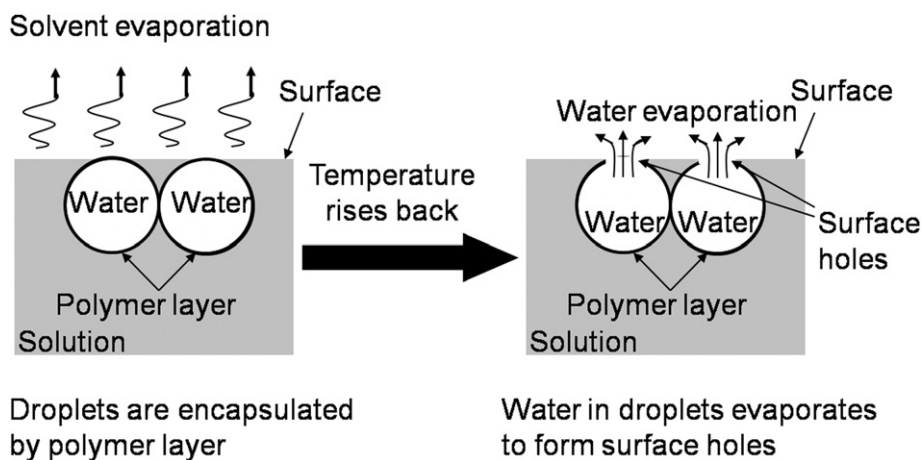 Solvent evaporation
Surface
Water
Water
Polymer layer
Solution
Droplets are encapsulated
by polymer layer
Temperature
rises back
Water evaporation
Surface
Water
Water
Surface
holes
Polymer layer
Solution
Water in droplets evaporates
to form surface holes